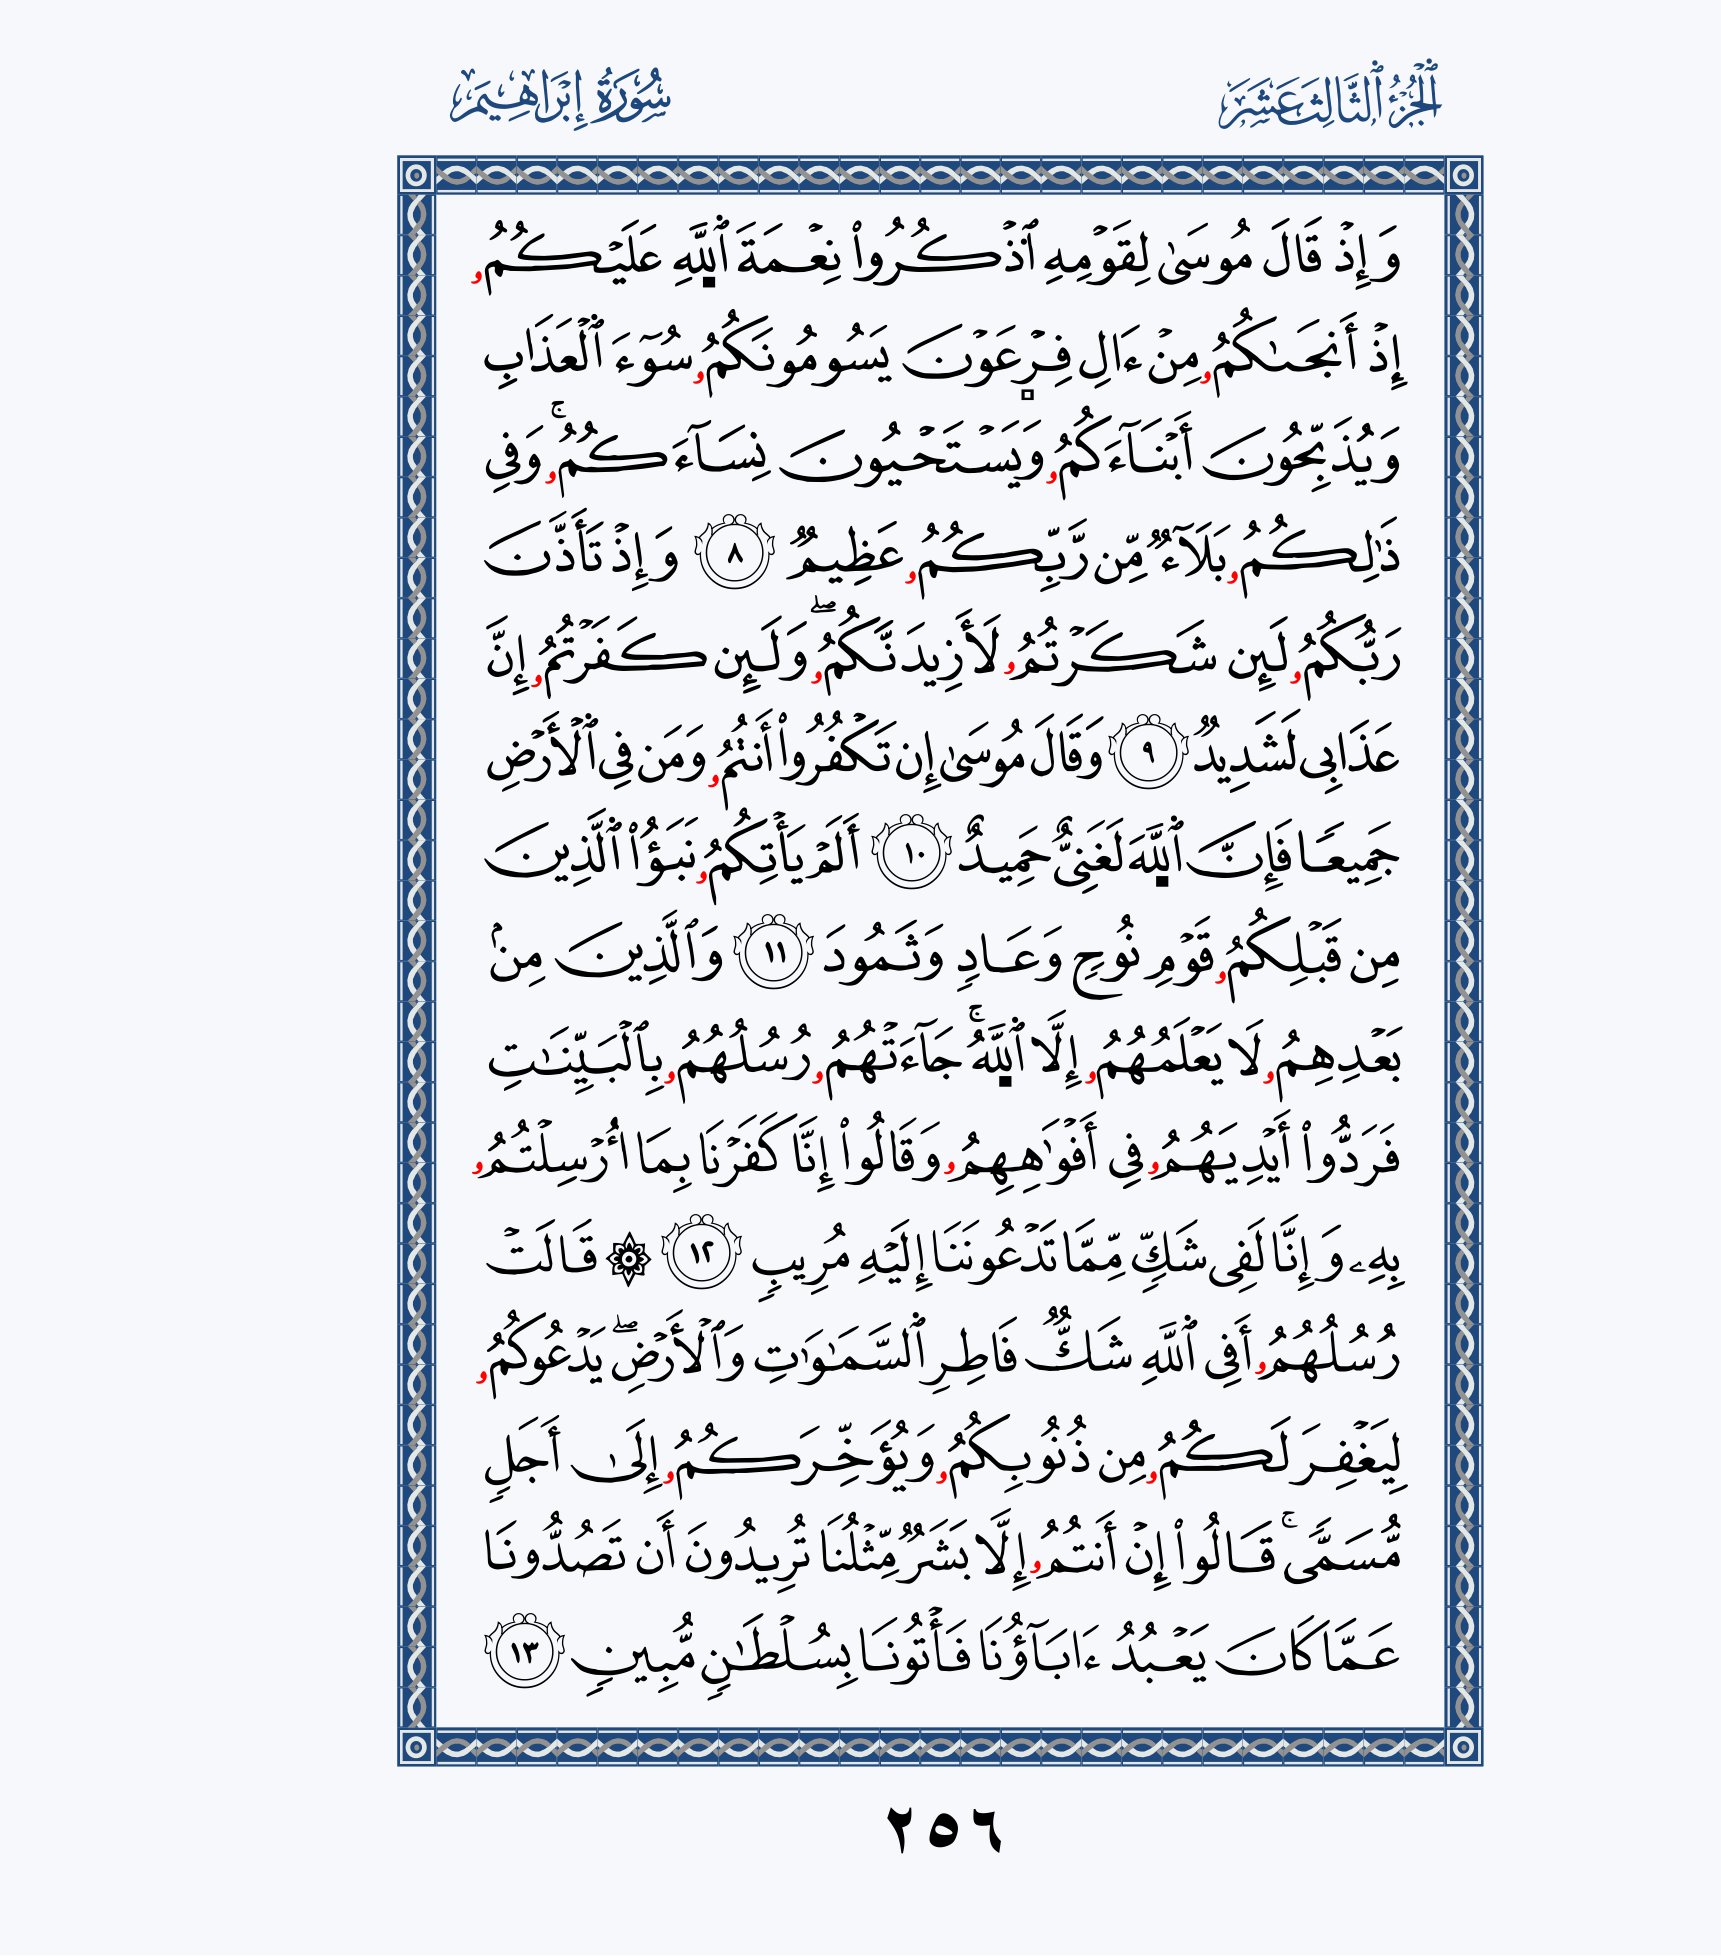 ٱلْجُزْءُ ٱلثَّالِثَ عَشَرَ
سُورَةُ إِبْرَاهِيمَ
وَإِذْ قَالَ مُوسَىٰ لِقَوْمِهِ ٱذْكُرُوا۟ نِعْمَةَ ٱللَّهِ عَلَيْكُمُۥ
إِذْ أَنجَىٰكُمُۥ مِنْ ءَالِ فِرْعَوْنَ يَسُومُونَكُمُۥ سُوٓءَ ٱلْعَذَابِ
وَيُذَبِّحُونَ أَبْنَآءَكُمُۥ وَيَسْتَحْيُونَ نِسَآءَكُمُۥۚ وَفِى
ذَٰلِكُمُۥ بَلَآءٌ مِّن رَّبِّكُمُۥ عَظِيمٌ ٨ وَإِذْ تَأَذَّنَ
رَبُّكُمُۥ لَئِن شَكَرْتُمُۥ لَأَزِيدَنَّكُمُۥۖ وَلَئِن كَفَرْتُمُۥ إِنَّ
عَذَابِى لَشَدِيدٌ ٩ وَقَالَ مُوسَىٰ إِن تَكْفُرُوٓا۟ أَنتُمُۥ وَمَن فِى ٱلْأَرْضِ
جَمِيعًا فَإِنَّ ٱللَّهَ لَغَنِىٌّ حَمِيدٌ ١٠ أَلَمْ يَأْتِكُمُۥ نَبَؤُا۟ ٱلَّذِينَ
مِن قَبْلِكُمُۥ قَوْمِ نُوحٍ وَعَادٍ وَثَمُودَ ١١ وَٱلَّذِينَ مِنۢ
بَعْدِهِمُۥ لَا يَعْلَمُهُمُۥ إِلَّا ٱللَّهُۚ جَآءَتْهُمُۥ رُسُلُهُمُۥ بِٱلْبَيِّنَٰتِ
فَرَدُّوا۟ أَيْدِيَهُمُۥ فِى أَفْوَٰهِهِمُۥ وَقَالُوا۟ إِنَّا كَفَرْنَا بِمَا أُرْسِلْتُمُۥ
بِهِۦ وَإِنَّا لَفِى شَكٍّ مِّمَّا تَدْعُونَنَا إِلَيْهِ مُرِيبٍ ١٢ ۞ قَالَتْ
رُسُلُهُمُۥ أَفِى ٱللَّهِ شَكٌّ فَاطِرِ ٱلسَّمَٰوَٰتِ وَٱلْأَرْضِۖ يَدْعُوكُمُۥ
لِيَغْفِرَ لَكُمُۥ مِن ذُنُوبِكُمُۥ وَيُؤَخِّرَكُمُۥ إِلَىٰ أَجَلٍ
مُّسَمًّىۚ قَالُوا۟ إِنْ أَنتُمُۥ إِلَّا بَشَرٌ مِّثْلُنَا تُرِيدُونَ أَن تَصُدُّونَا
عَمَّا كَانَ يَعْبُدُ ءَابَآؤُنَا فَأْتُونَا بِسُلْطَٰنٍ مُّبِينٍ ١٣
٢٥٦